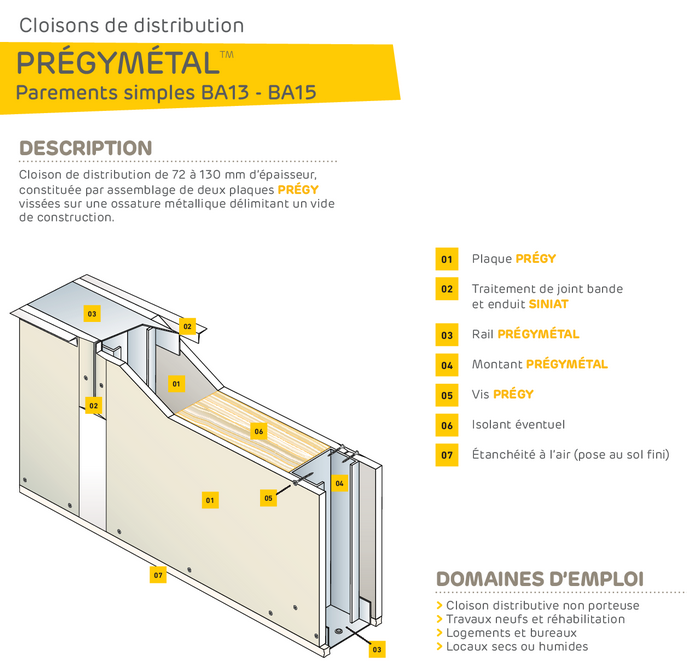 Cloisons de distribution
PRÉGYMÉTAL™
Parements simples BA13 - BA15
DESCRIPTION
Cloison de distribution de 72 à 130 mm d'épaisseur,
constituée par assemblage de deux plaques PRÉGY
vissées sur une ossature métallique délimitant un vide
de construction.
01 Plaque PRÉGY
02 Traitement de joint bande
et enduit SINIAT
03 Rail PRÉGYMÉTAL
04 Montant PRÉGYMÉTAL
05 Vis PRÉGY
06 Isolant éventuel
07 Étanchéité à l'air (pose au sol fini)
03
02
01
02
06
04
05
01
07
03
DOMAINES D'EMPLOI
> Cloison distributive non porteuse
> Travaux neufs et réhabilitation
> Logements et bureaux
> Locaux secs ou humides